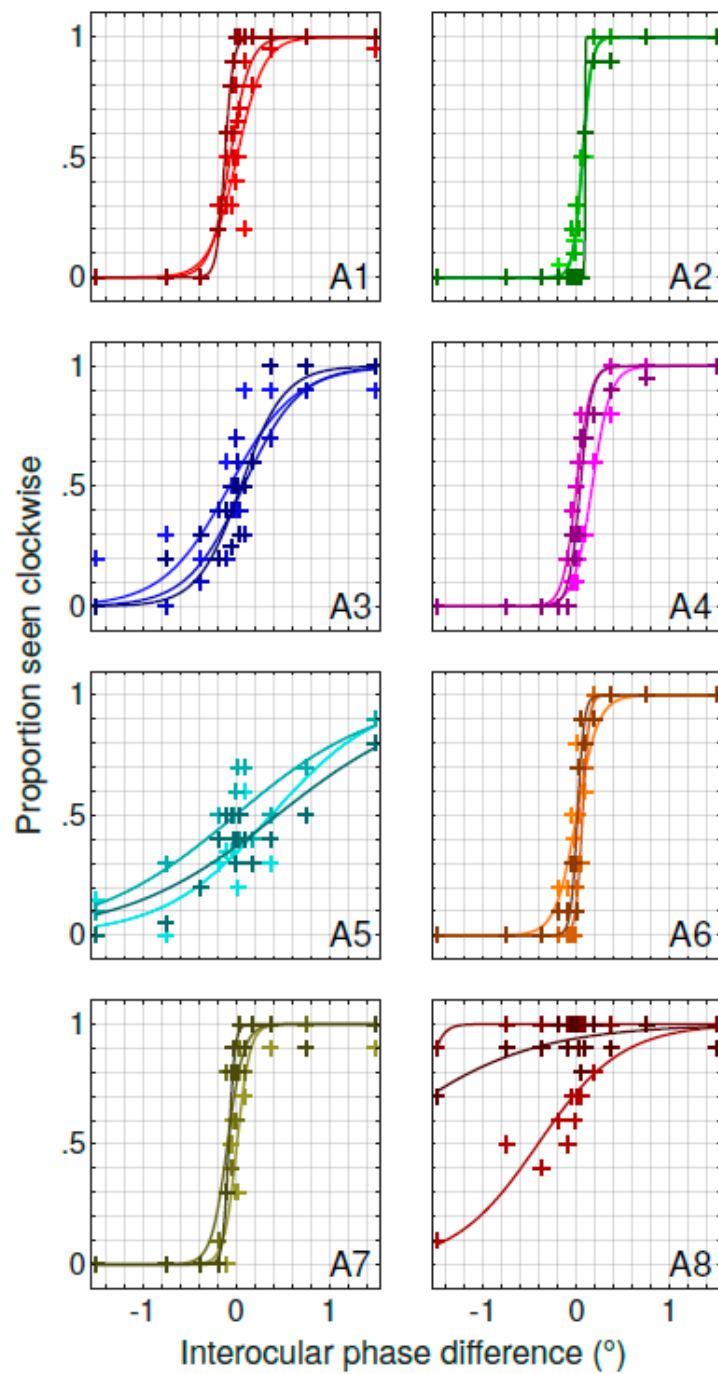 1
.5
0
A1
A2
1
.5
0
A3
A4
1
.5
0
A5
A6
1
.5
0
A7
A8
-1 0 1 -1 0 1
Proportion seen clockwise
Interocular phase difference (°)